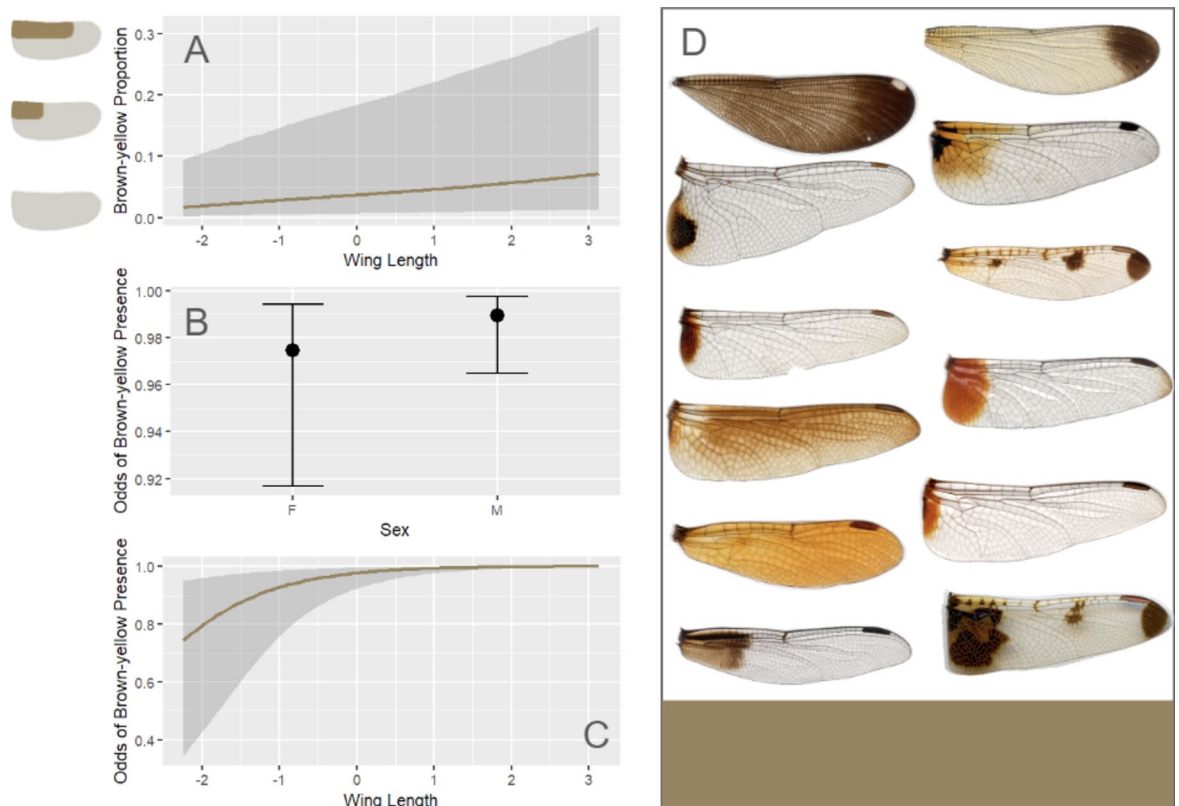 A
Brown-yellow Proportion
0.3
0.2
0.1
0.0
-2 -1 0 1 2 3
Wing Length
B
Odds of Brown-yellow Presence
1.00
0.98
0.96
0.94
0.92
F M
Sex
Odds of Brown-yellow Presence
1.0
0.8
0.6
0.4
C
-2 -1 0 1 2 3
Wing Length
D